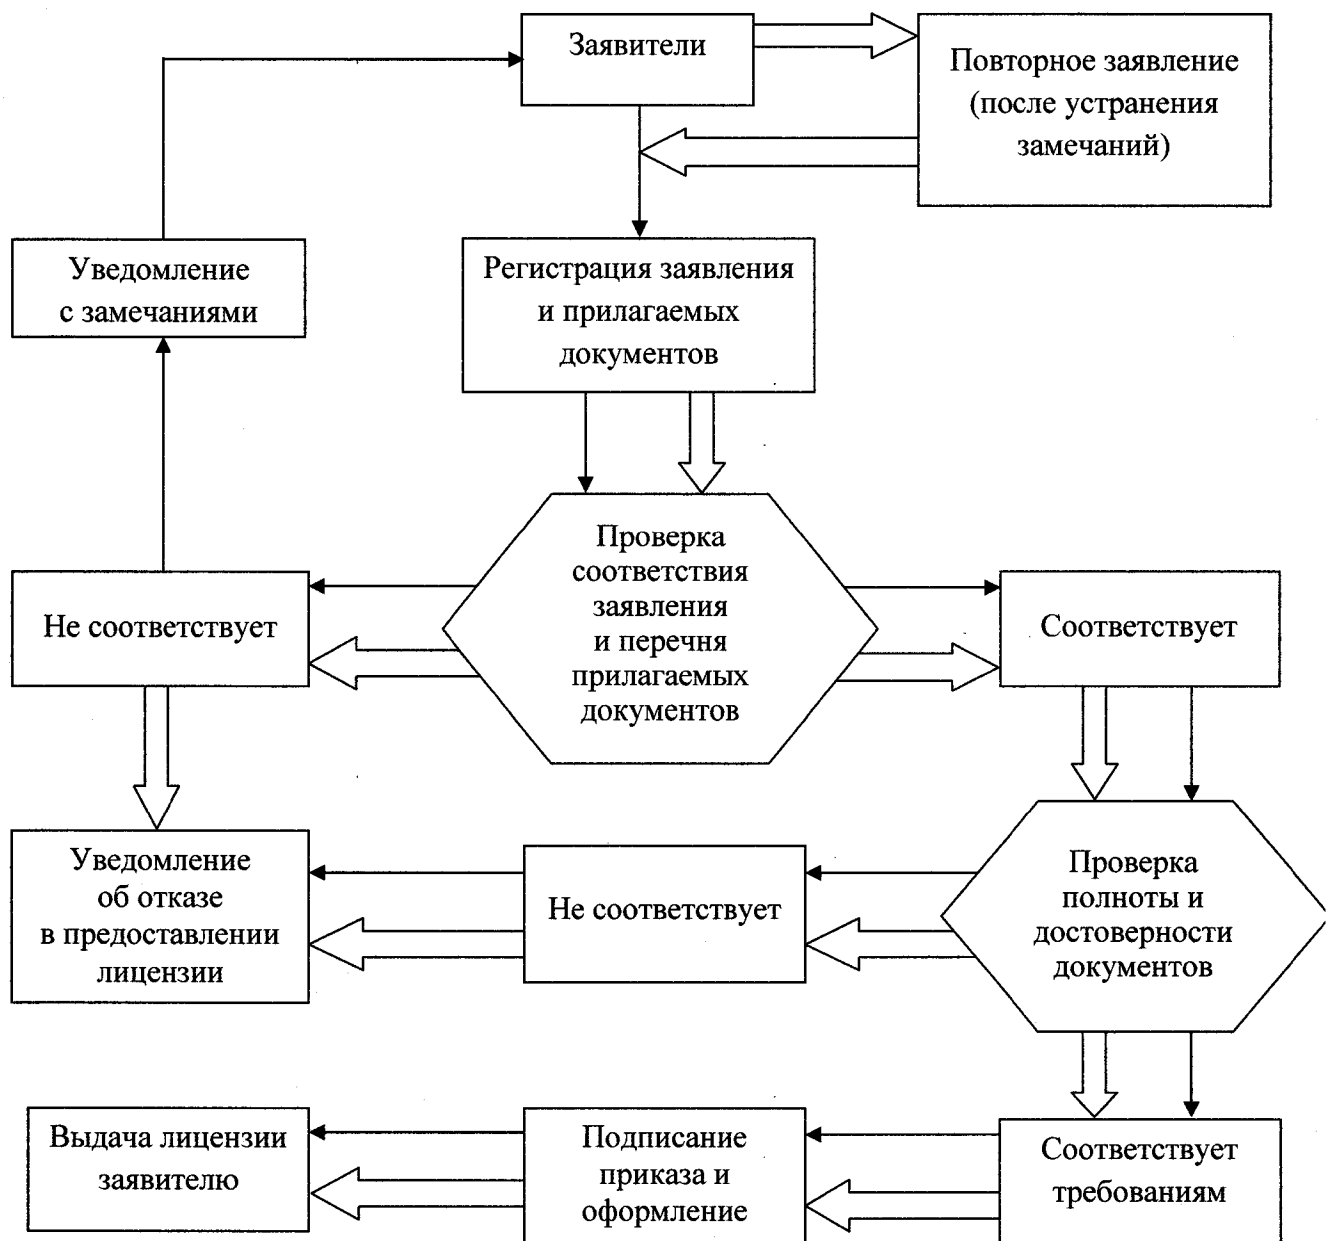 Заявители
Повторное заявление
(после устранения
замечаний)
Уведомление
с замечаниями
Регистрация заявления
и прилагаемых
документов
Проверка
соответствия
заявления
и перечня
прилагаемых
документов
Не соответствует
Соответствует
Уведомление
об отказе
в предоставлении
лицензии
Не соответствует
Проверка
полноты и
достоверности
документов
Выдача лицензии
заявителю
Подписание
приказа и
оформление
Соответствует
требованиям